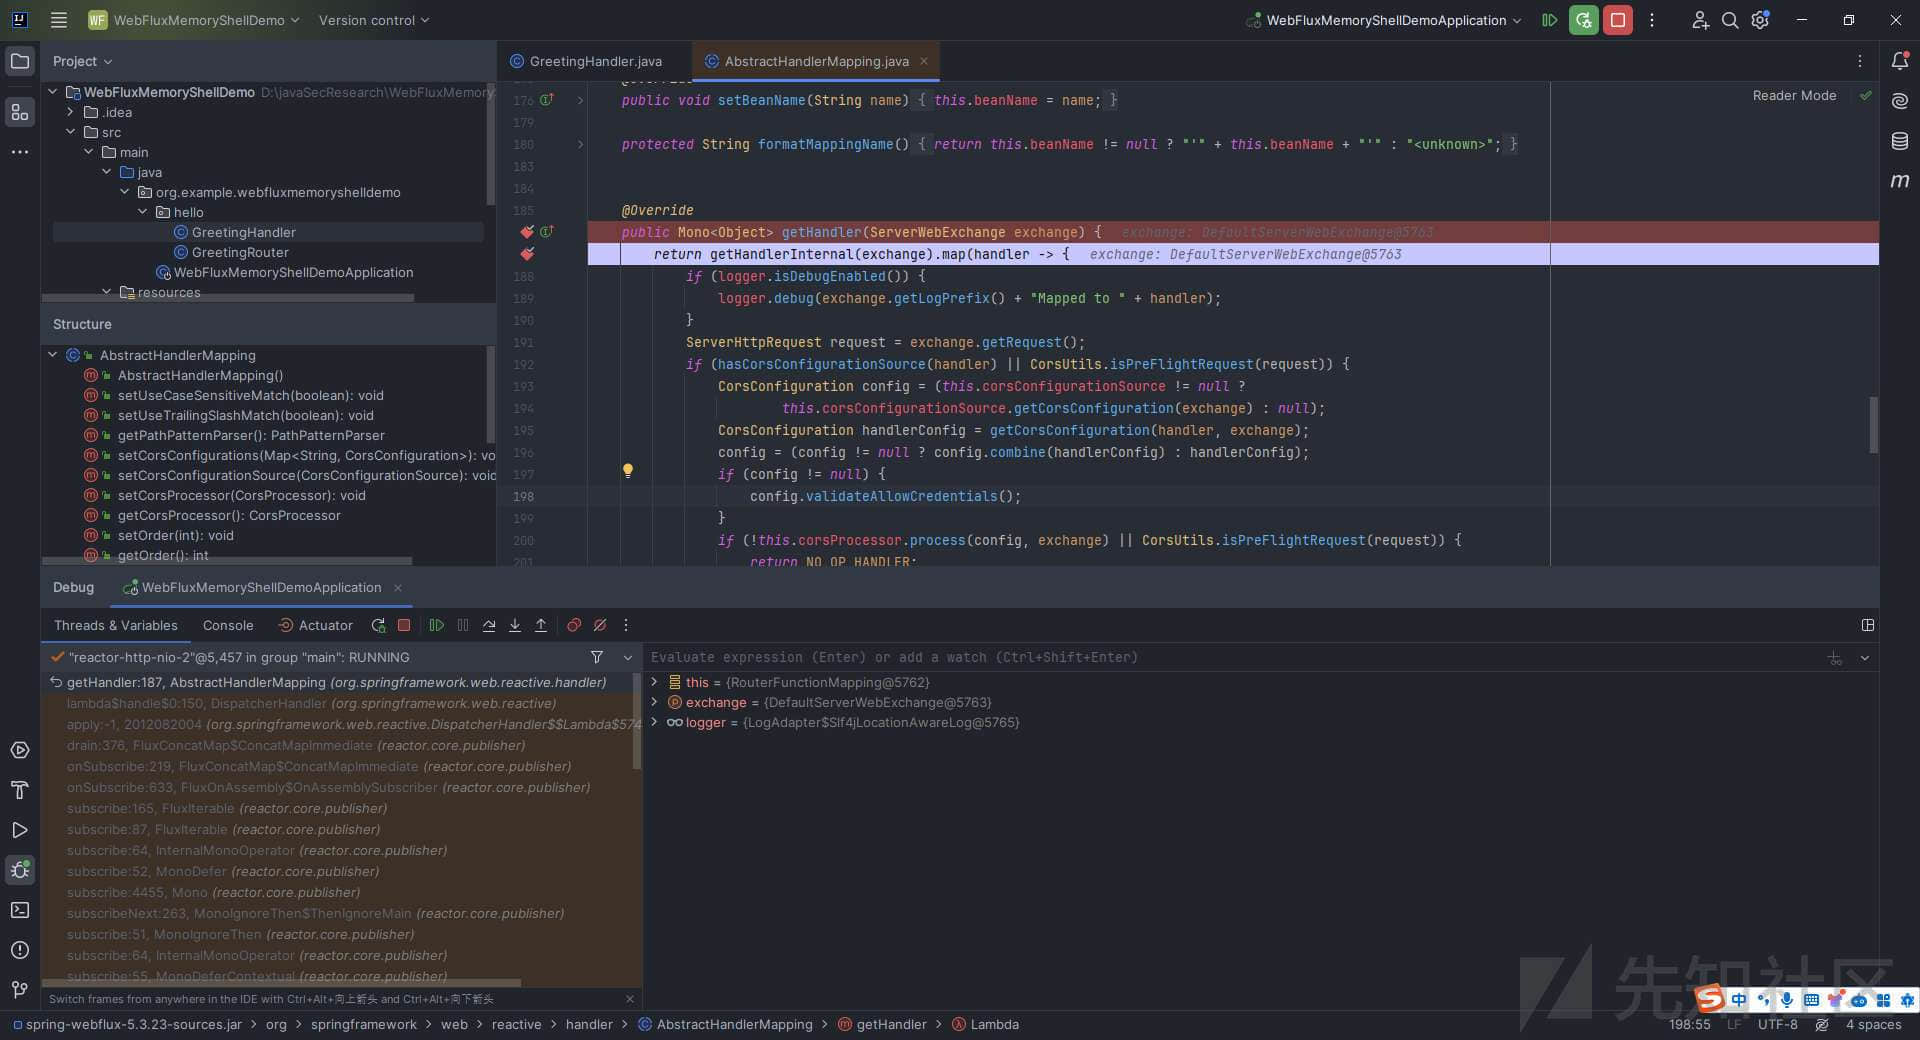 WF WebFluxMemoryShellDemo Version control WebFluxMemoryShellDemoApplication
Project
WebFluxMemoryShellDemo D:\javaSecResearch\WebFluxMemory
.idea
src
main
java
org.example.webfluxmemoryshelldemo
hello
GreetingHandler
GreetingRouter
WebFluxMemoryShellDemoApplication
resources
Structure
AbstractHandlerMapping
AbstractHandlerMapping()
setUseCaseSensitiveMatch(boolean): void
setUseTrailingSlashMatch(boolean): void
getPathPatternParser(): PathPatternParser
setCorsConfigurations(Map<String, CorsConfiguration>): vo
setCorsConfigurationSource(CorsConfigurationSource): void
setCorsProcessor(CorsProcessor): void
getCorsProcessor(): CorsProcessor
setOrder(int): void
getOrder(): int
GreetingHandler.java AbstractHandlerMapping.java
Reader Mode
@Override
176 public void setBeanName(String name) { this.beanName = name; }
179
180 protected String formatMappingName() { return this.beanName != null ? "'" + this.beanName + "'" : "<unknown>"; }
183
184
185 @Override
public Mono<Object> getHandler(ServerWebExchange exchange) { exchange: DefaultServerWebExchange@5763
return getHandlerInternal(exchange).map(handler -> { exchange: DefaultServerWebExchange@5763
188 if (logger.isDebugEnabled()) {
189 logger.debug(exchange.getLogPrefix() + "Mapped to " + handler);
190 }
191 ServerHttpRequest request = exchange.getRequest();
192 if (hasCorsConfigurationSource(handler) || CorsUtils.isPreFlightRequest(request)) {
193 CorsConfiguration config = (this.corsConfigurationSource != null ?
194 this.corsConfigurationSource.getCorsConfiguration(exchange) : null);
195 CorsConfiguration handlerConfig = getCorsConfiguration(handler, exchange);
196 config = (config != null ? config.combine(handlerConfig) : handlerConfig);
197 if (config != null) {
198 config.validateAllowCredentials();
199 }
200 if (!this.corsProcessor.process(config, exchange) || CorsUtils.isPreFlightRequest(request)) {
201 return NO_OP_HANDLER;
Debug WebFluxMemoryShellDemoApplication
Threads & Variables Console Actuator
"reactor-http-nio-2"@5,457 in group "main": RUNNING
getHandler:187, AbstractHandlerMapping (org.springframework.web.reactive.handler)
lambda$handle$0:150, DispatcherHandler (org.springframework.web.reactive)
apply:-1, 2012082004 (org.springframework.web.reactive.DispatcherHandler$$Lambda$574
drain:376, FluxConcatMap$ConcatMapImmediate (reactor.core.publisher)
onSubscribe:219, FluxConcatMap$ConcatMapImmediate (reactor.core.publisher)
onSubscribe:633, FluxOnAssembly$OnAssemblySubscriber (reactor.core.publisher)
subscribe:165, FluxIterable (reactor.core.publisher)
subscribe:87, FluxIterable (reactor.core.publisher)
subscribe:64, InternalMonoOperator (reactor.core.publisher)
subscribe:52, MonoDefer (reactor.core.publisher)
subscribe:4455, Mono (reactor.core.publisher)
subscribeNext:263, MonoIgnoreThen$ThenIgnoreMain (reactor.core.publisher)
subscribe:51, MonoIgnoreThen (reactor.core.publisher)
subscribe:64, InternalMonoOperator (reactor.core.publisher)
subscribe:55, MonoDeferContextual (reactor.core.publisher)
Switch frames from anywhere in the IDE with Ctrl+Alt+向上箭头 and Ctrl+Alt+向下箭头
Evaluate expression (Enter) or add a watch (Ctrl+Shift+Enter)
this = {RouterFunctionMapping@5762}
exchange = {DefaultServerWebExchange@5763}
logger = {LogAdapter$Slf4jLocationAwareLog@5765}
先知社区
中
spring-webflux-5.3.23-sources.jar > org > springframework > web > reactive > handler > AbstractHandlerMapping > getHandler > Lambda
198:55 LF UTF-8 4 spaces